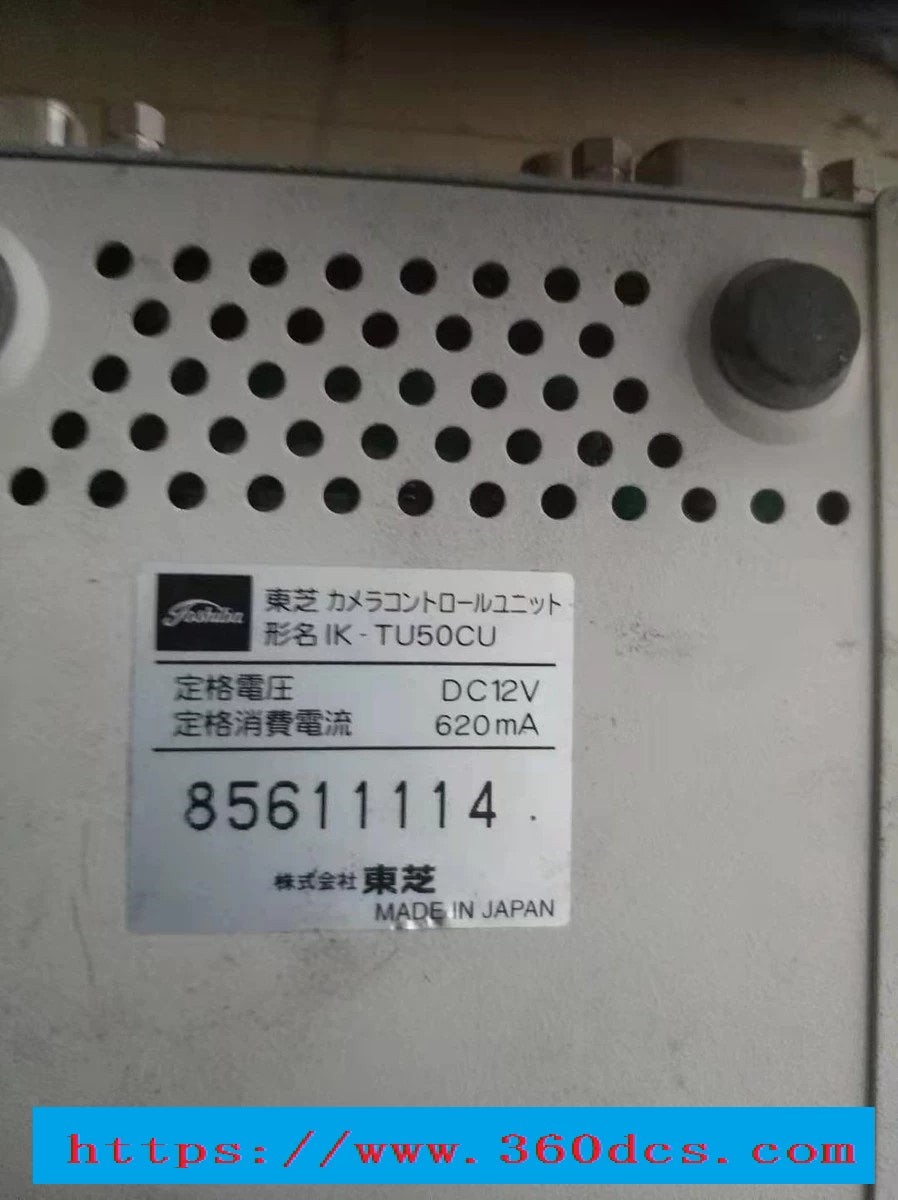 Toshiba
東芝 カメラコントロールユニット
形名 IK - TU50CU
定格電圧 DC12V
定格消費電流 620mA
85611114
株式会社 東芝
MADE IN JAPAN
https://www.360dcs.com